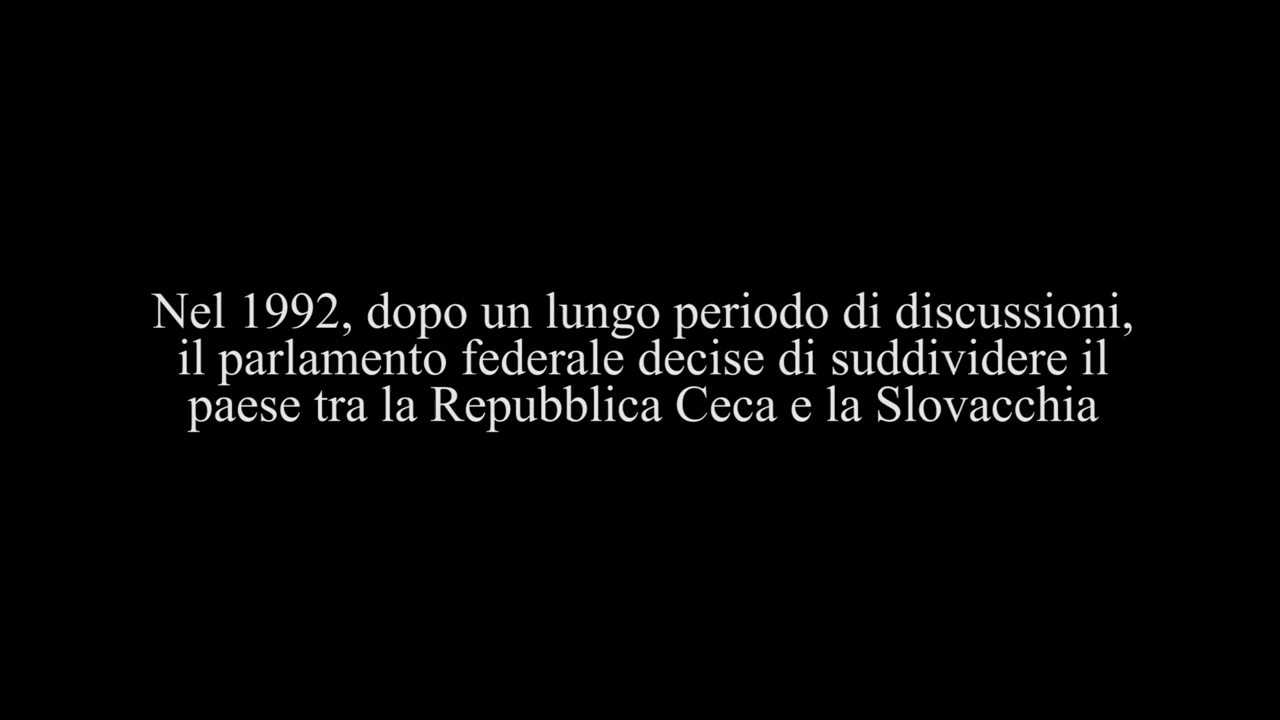 Nel 1992, dopo un lungo periodo di discussioni,
il parlamento federale decise di suddividere il
paese tra la Repubblica Ceca e la Slovacchia